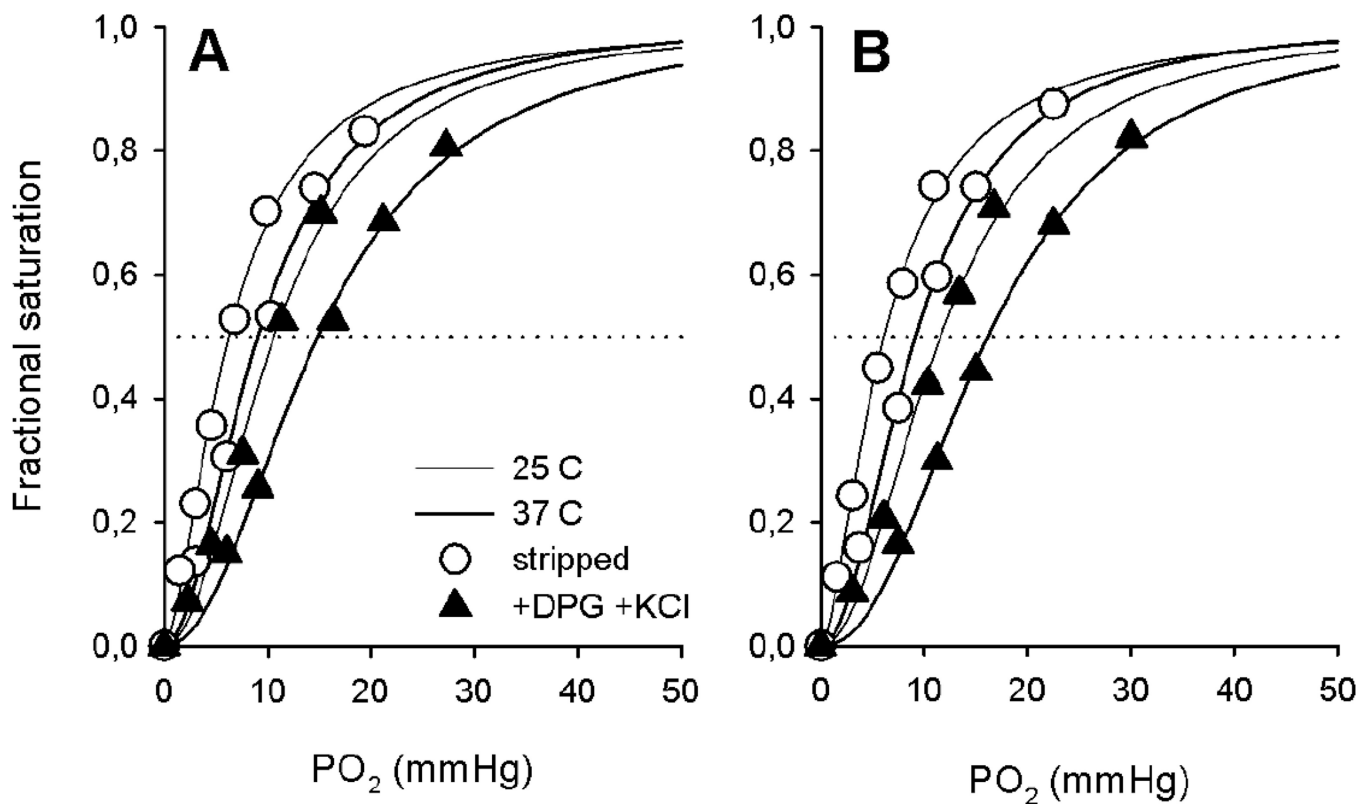 A
B
Fractional saturation
1,0
0,8
0,6
0,4
0,2
0,0
0 10 20 30 40 50
PO₂ (mmHg)
25 C
37 C
stripped
+DPG +KCl
1,0
0,8
0,6
0,4
0,2
0,0
0 10 20 30 40 50
PO₂ (mmHg)